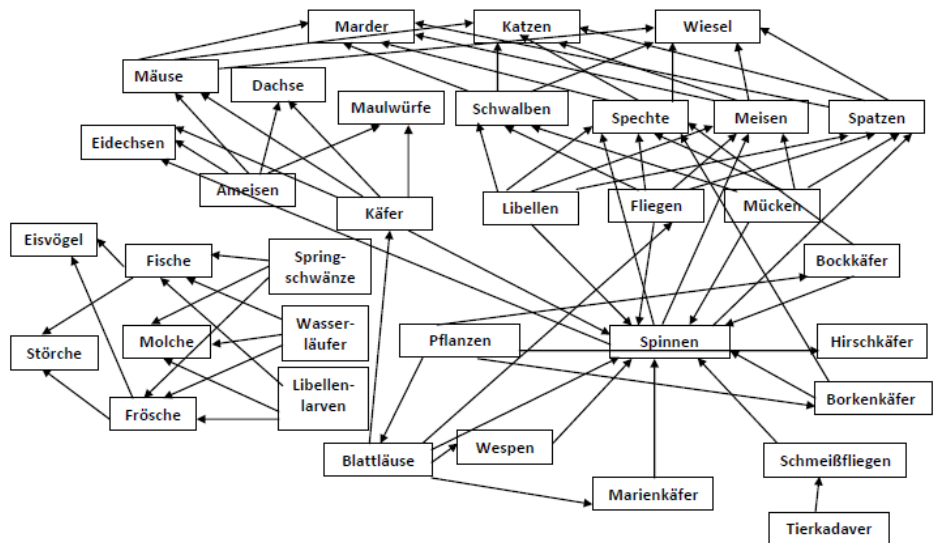 Marder
Katzen
Wiesel
Mäuse
Dachse
Maulwürfe
Schwalben
Spechte
Meisen
Spatzen
Eidechsen
Ameisen
Käfer
Libellen
Fliegen
Mücken
Eisvögel
Fische
Spring-
schwänze
Bockkäfer
Störche
Molche
Wasser-
läufer
Pflanzen
Spinnen
Hirschkäfer
Libellen-
larven
Frösche
Borkenkäfer
Blattläuse
Wespen
Schmeißfliegen
Marienkäfer
Tierkadaver